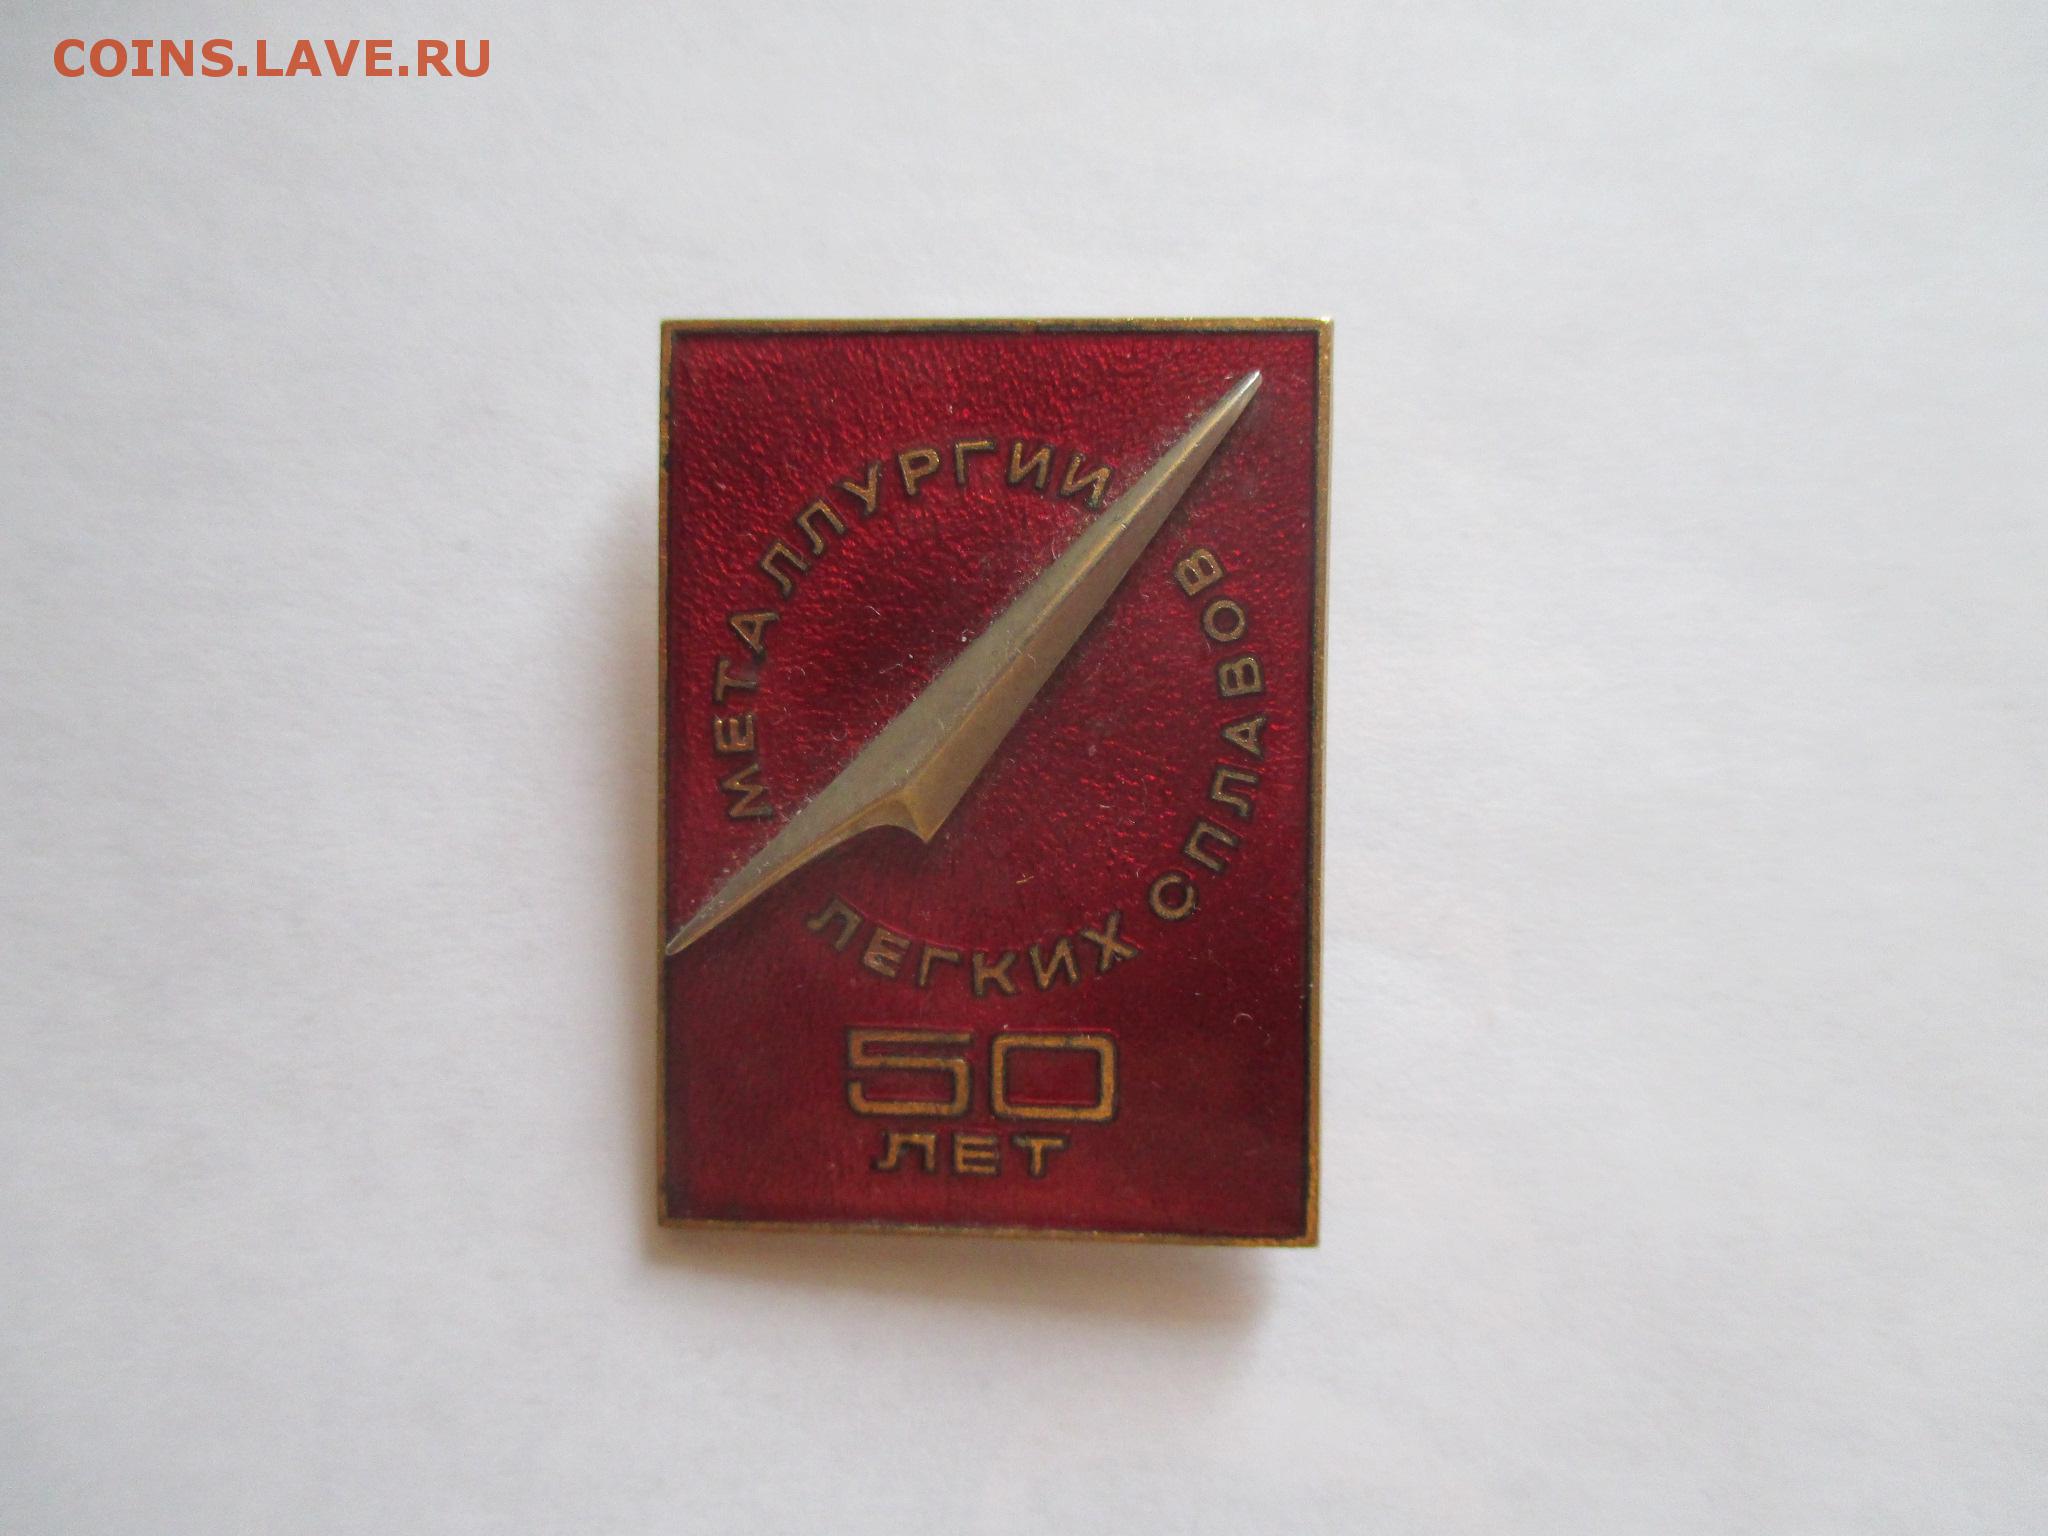 COINS.LAVE.RU
МЕТАЛЛУРГИИ
ЛЕГКИХ СПЛАВОВ
50
ЛЕТ